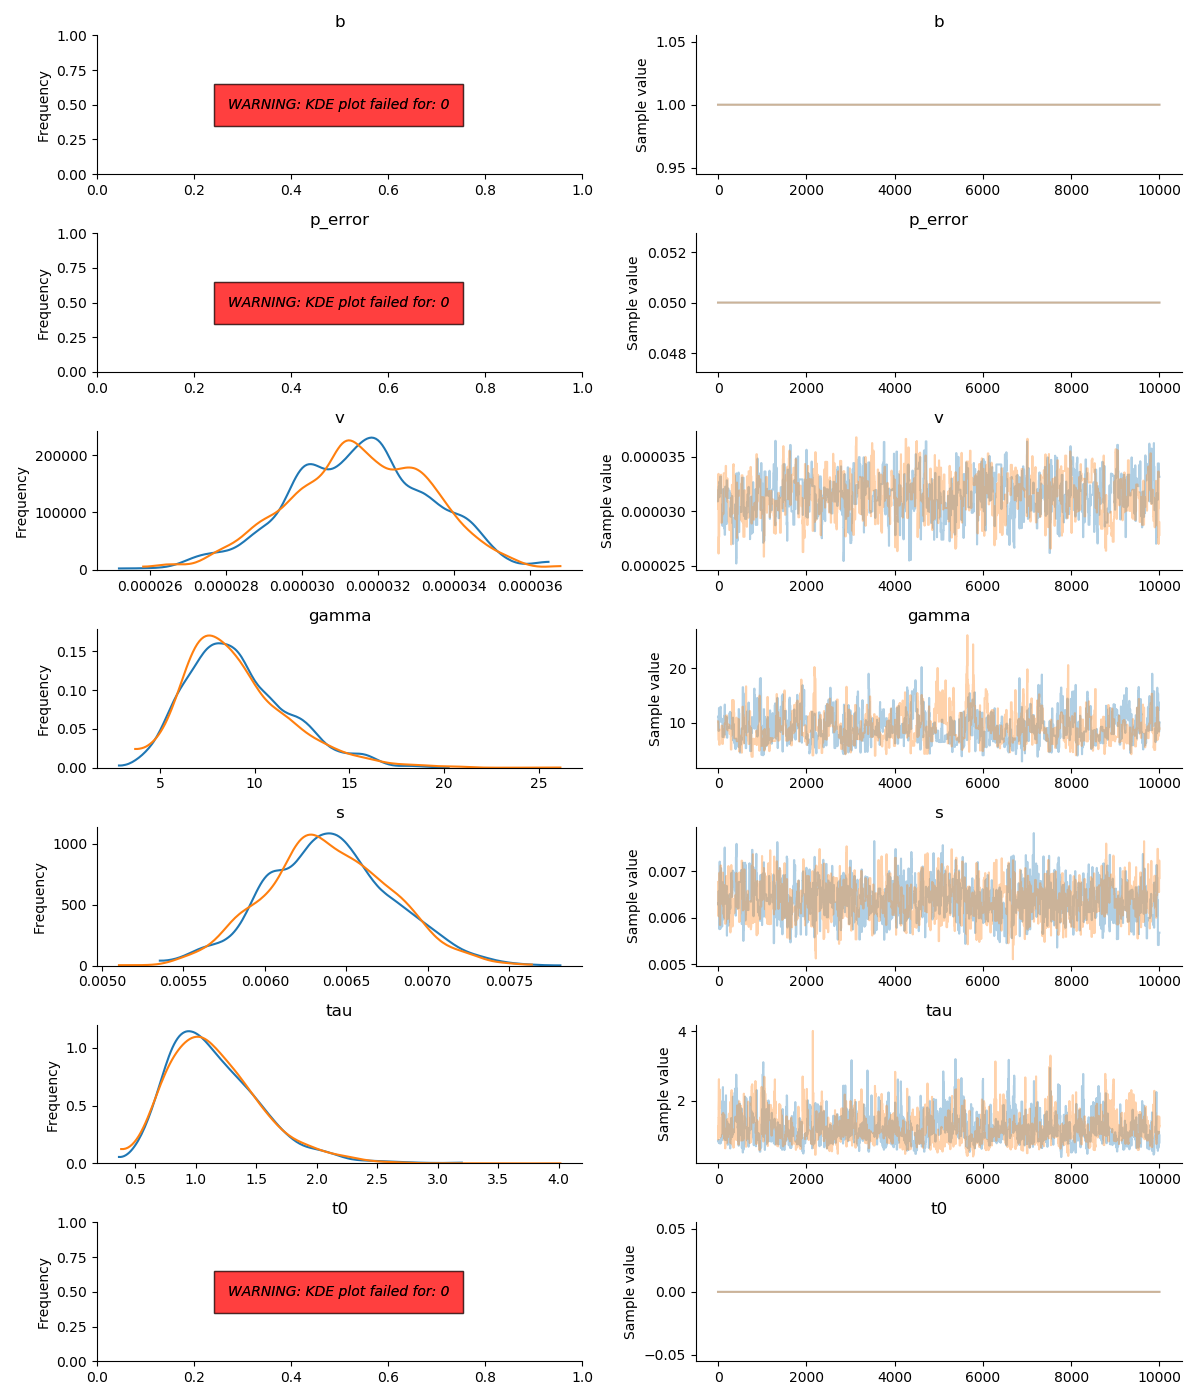 b
1.00
0.75
0.50
0.25
0.00
Frequency
WARNING: KDE plot failed for: 0
0.0 0.2 0.4 0.6 0.8 1.0
b
1.05
1.00
0.95
Sample value
0 2000 4000 6000 8000 10000
p_error
1.00
0.75
0.50
0.25
0.00
Frequency
WARNING: KDE plot failed for: 0
0.0 0.2 0.4 0.6 0.8 1.0
p_error
0.052
0.050
0.048
Sample value
0 2000 4000 6000 8000 10000
v
200000
100000
0
Frequency
0.000026 0.000028 0.000030 0.000032 0.000034 0.000036
v
0.000035
0.000030
0.000025
Sample value
0 2000 4000 6000 8000 10000
gamma
0.15
0.10
0.05
0.00
Frequency
5 10 15 20 25
gamma
20
10
Sample value
0 2000 4000 6000 8000 10000
s
1000
500
0
Frequency
0.0050 0.0055 0.0060 0.0065 0.0070 0.0075
s
0.007
0.006
0.005
Sample value
0 2000 4000 6000 8000 10000
tau
1.0
0.5
0.0
Frequency
0.5 1.0 1.5 2.0 2.5 3.0 3.5 4.0
tau
4
2
Sample value
0 2000 4000 6000 8000 10000
t0
1.00
0.75
0.50
0.25
0.00
Frequency
WARNING: KDE plot failed for: 0
0.0 0.2 0.4 0.6 0.8 1.0
t0
0.05
0.00
−0.05
Sample value
0 2000 4000 6000 8000 10000